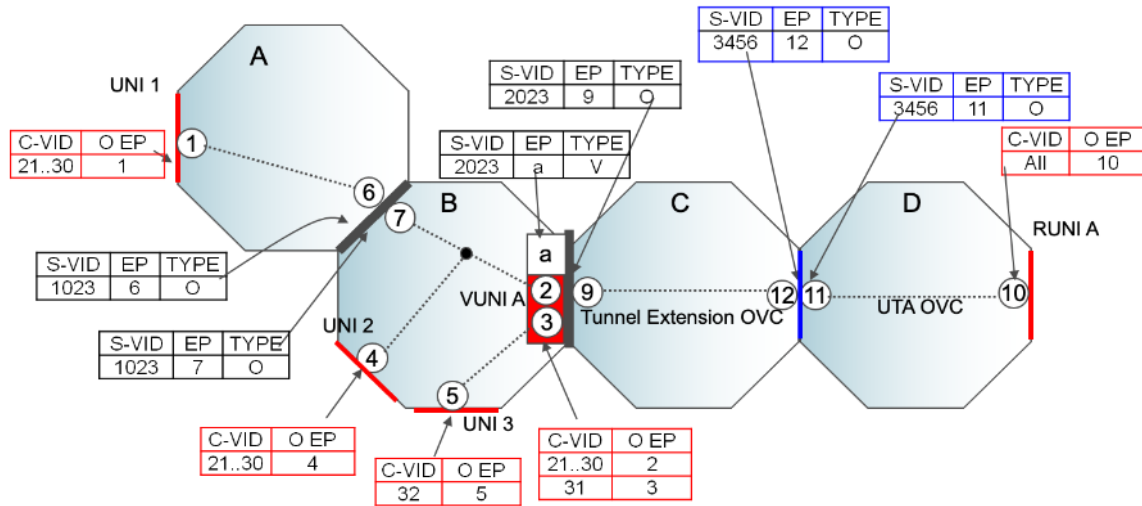 S-VID EP TYPE
3456 12 O
A
S-VID EP TYPE
2023 9 O
S-VID EP TYPE
3456 11 O
UNI 1
C-VID O EP
21..30 1
1
S-VID EP TYPE
2023 a V
C-VID O EP
All 10
6
7
B
C
D
RUNI A
a
S-VID EP TYPE
1023 6 O
VUNI A
2
9
12
11
10
3
Tunnel Extension OVC
UTA OVC
UNI 2
S-VID EP TYPE
1023 7 O
4
5
UNI 3
C-VID O EP
21..30 4
C-VID O EP
32 5
C-VID O EP
21..30 2
31 3